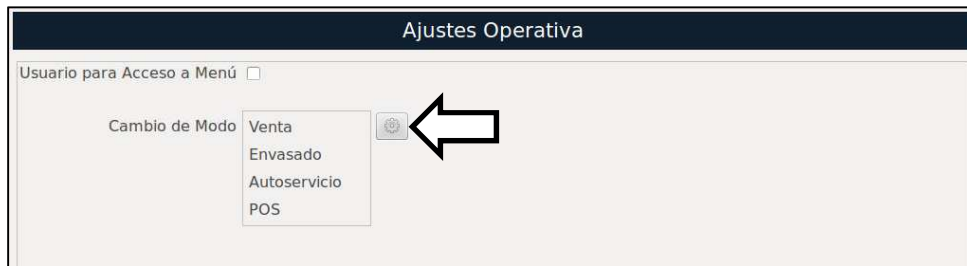 Ajustes Operativa
Usuario para Acceso a Menú
Cambio de Modo Venta
Envasado
Autoservicio
POS